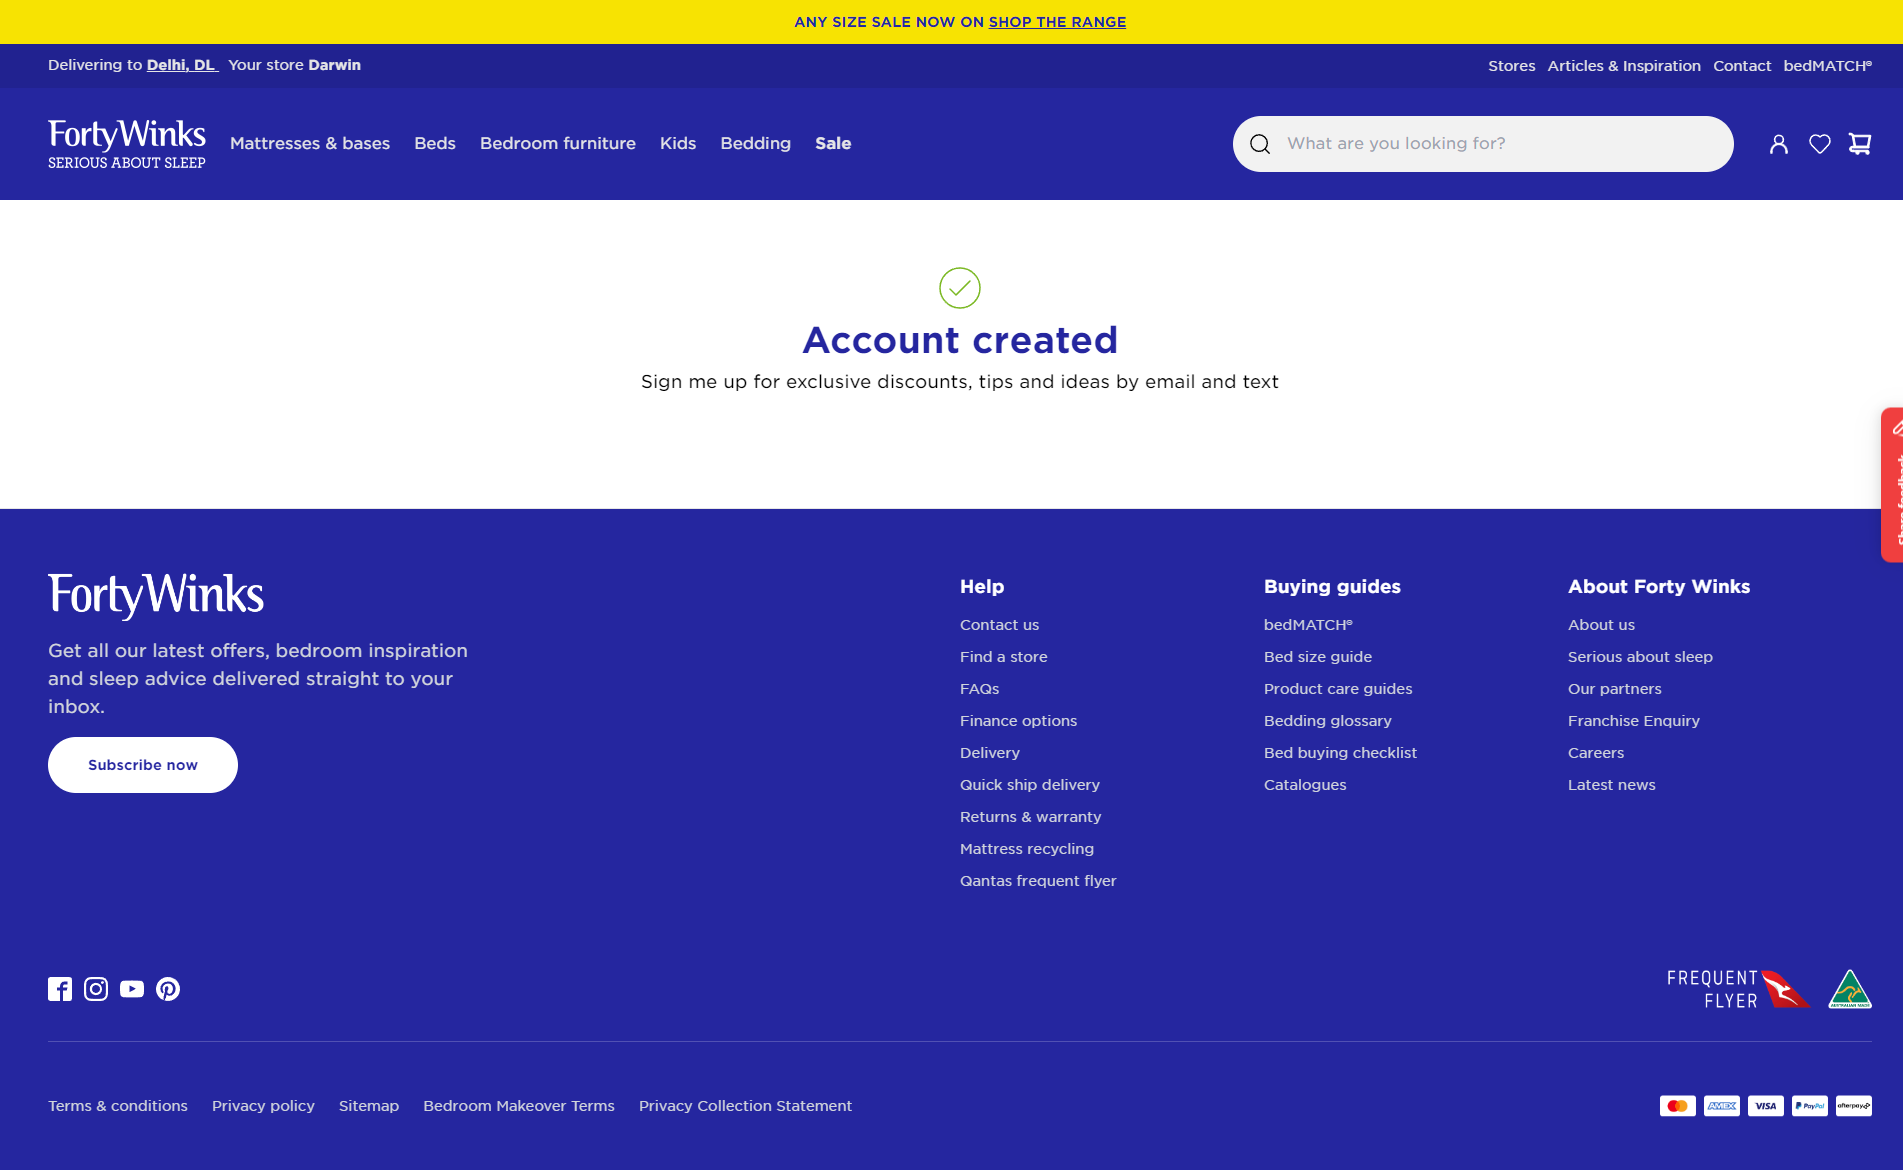 ANY SIZE SALE NOW ON SHOP THE RANGE
Delivering to Delhi, DL Your store Darwin
Stores Articles & Inspiration Contact bedMATCH®
FortyWinks
SERIOUS ABOUT SLEEP
Mattresses & bases Beds Bedroom furniture Kids Bedding Sale
What are you looking for?
Account created
Sign me up for exclusive discounts, tips and ideas by email and text
Share feedback
FortyWinks
Get all our latest offers, bedroom inspiration
and sleep advice delivered straight to your
inbox.
Subscribe now
Help
Contact us
Find a store
FAQs
Finance options
Delivery
Quick ship delivery
Returns & warranty
Mattress recycling
Qantas frequent flyer
Buying guides
bedMATCH®
Bed size guide
Product care guides
Bedding glossary
Bed buying checklist
Catalogues
About Forty Winks
About us
Serious about sleep
Our partners
Franchise Enquiry
Careers
Latest news
FREQUENT
FLYER
AUSTRALIAN MADE
Terms & conditions Privacy policy Sitemap Bedroom Makeover Terms Privacy Collection Statement
AMEX VISA PayPal afterpay